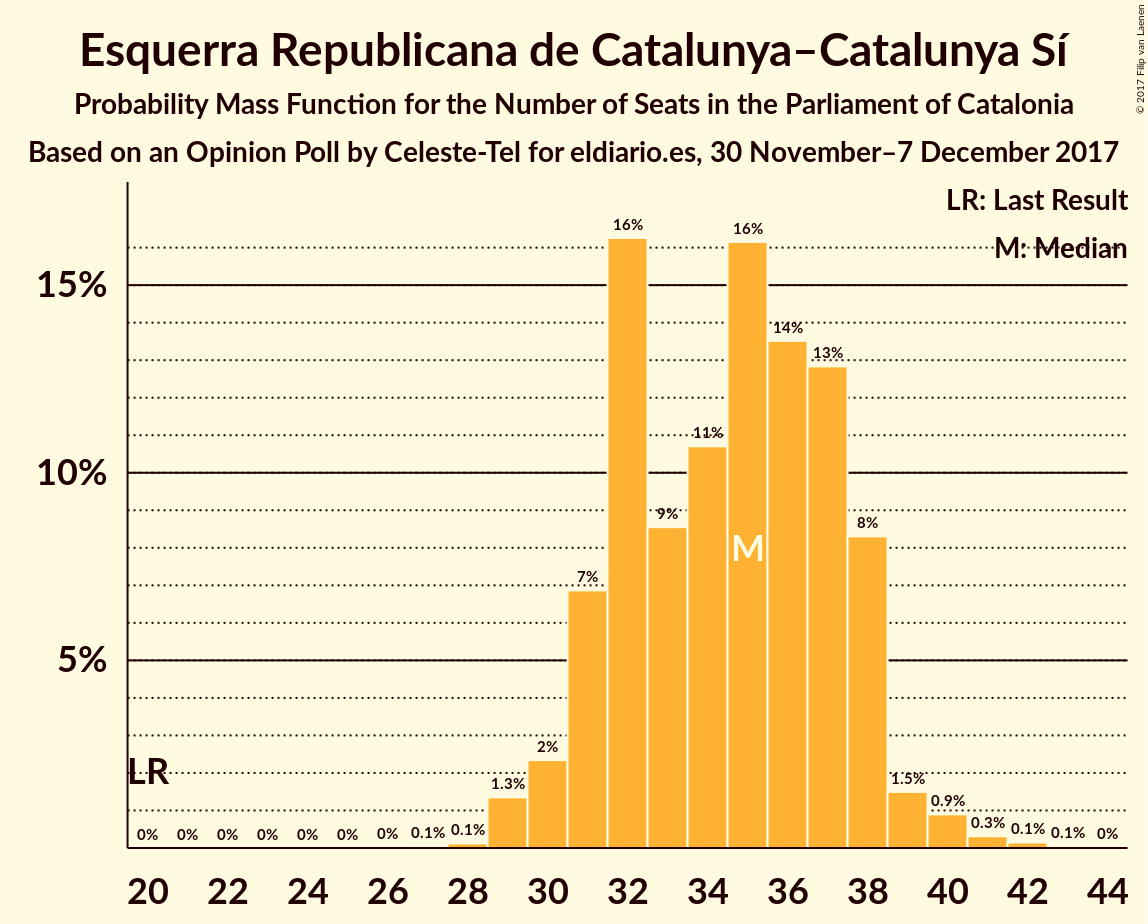 Esquerra Republicana de Catalunya–Catalunya Sí
Probability Mass Function for the Number of Seats in the Parliament of Catalonia
Based on an Opinion Poll by Celeste-Tel for eldiario.es, 30 November–7 December 2017
© 2017 Filip van Laenen
LR: Last Result
M: Median
15%
10%
5%
LR
M
0% 0% 0% 0% 0% 0% 0% 0.1% 0.1% 1.3% 2% 7% 16% 9% 11% 16% 14% 13% 8% 1.5% 0.9% 0.3% 0.1% 0.1% 0%
20 22 24 26 28 30 32 34 36 38 40 42 44